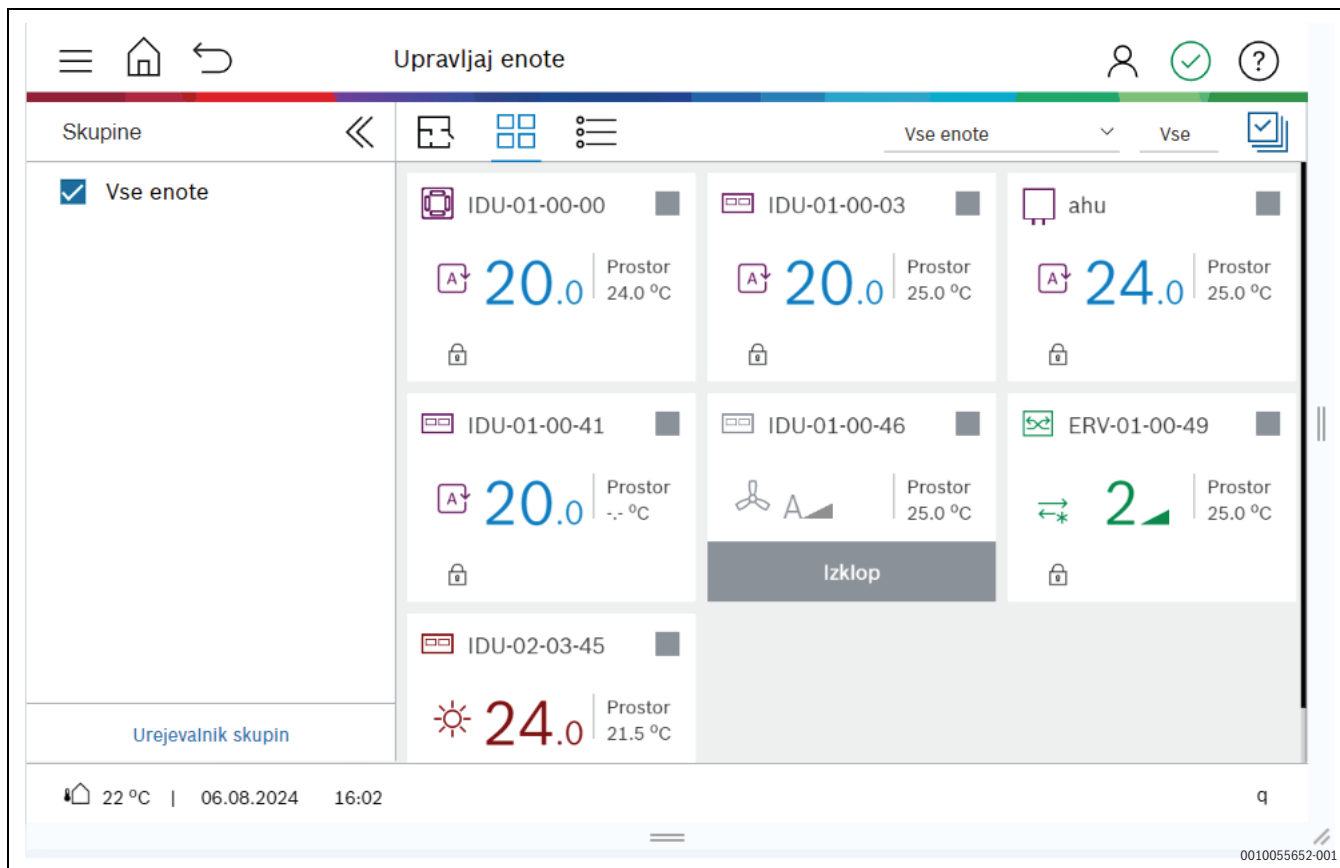 Upravljaj enote
?
Skupine
Vse enote
Vse
Vse enote
IDU-01-00-00
A
20.0
Prostor
24.0 °C
IDU-01-00-03
A
20.0
Prostor
25.0 °C
ahu
A
24.0
Prostor
25.0 °C
IDU-01-00-41
A
20.0
Prostor
-.- °C
IDU-01-00-46
A
Prostor
25.0 °C
Izklop
ERV-01-00-49
2
Prostor
25.0 °C
IDU-02-03-45
24.0
Prostor
21.5 °C
Urejevalnik skupin
22 °C | 06.08.2024 16:02
q
0010055652-001